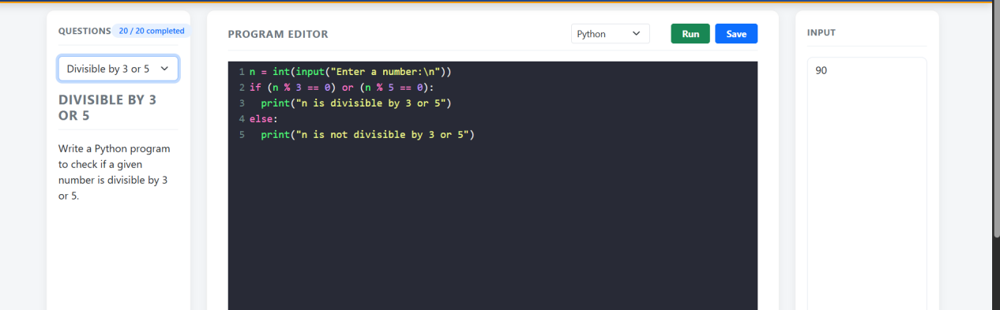 QUESTIONS 20 / 20 completed
Divisible by 3 or 5
DIVISIBLE BY 3
OR 5
Write a Python program
to check if a given
number is divisible by 3
or 5.
PROGRAM EDITOR
Python
Run
Save
1 n = int(input("Enter a number:\n"))
2 if (n % 3 == 0) or (n % 5 == 0):
3   print("n is divisible by 3 or 5")
4 else:
5   print("n is not divisible by 3 or 5")
INPUT
90